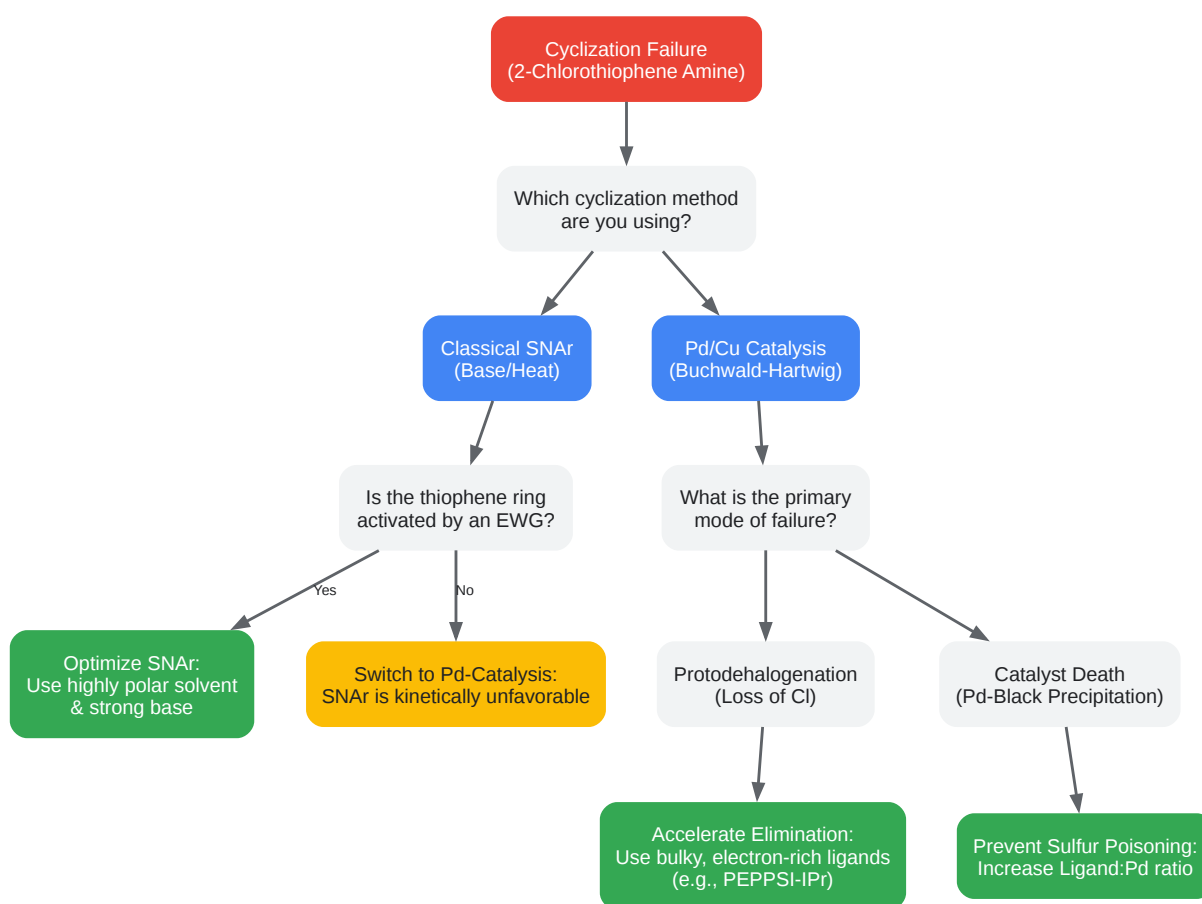 Cyclization Failure
(2-Chlorothiophene Amine)
Which cyclization method
are you using?
Classical SNAr
(Base/Heat)
Pd/Cu Catalysis
(Buchwald-Hartwig)
Is the thiophene ring
activated by an EWG?
What is the primary
mode of failure?
Yes
No
Optimize SNAr:
Use highly polar solvent
& strong base
Switch to Pd-Catalysis:
SNAr is kinetically unfavorable
Protodehalogenation
(Loss of Cl)
Catalyst Death
(Pd-Black Precipitation)
Accelerate Elimination:
Use bulky, electron-rich ligands
(e.g., PEPPSI-IPr)
Prevent Sulfur Poisoning:
Increase Ligand:Pd ratio